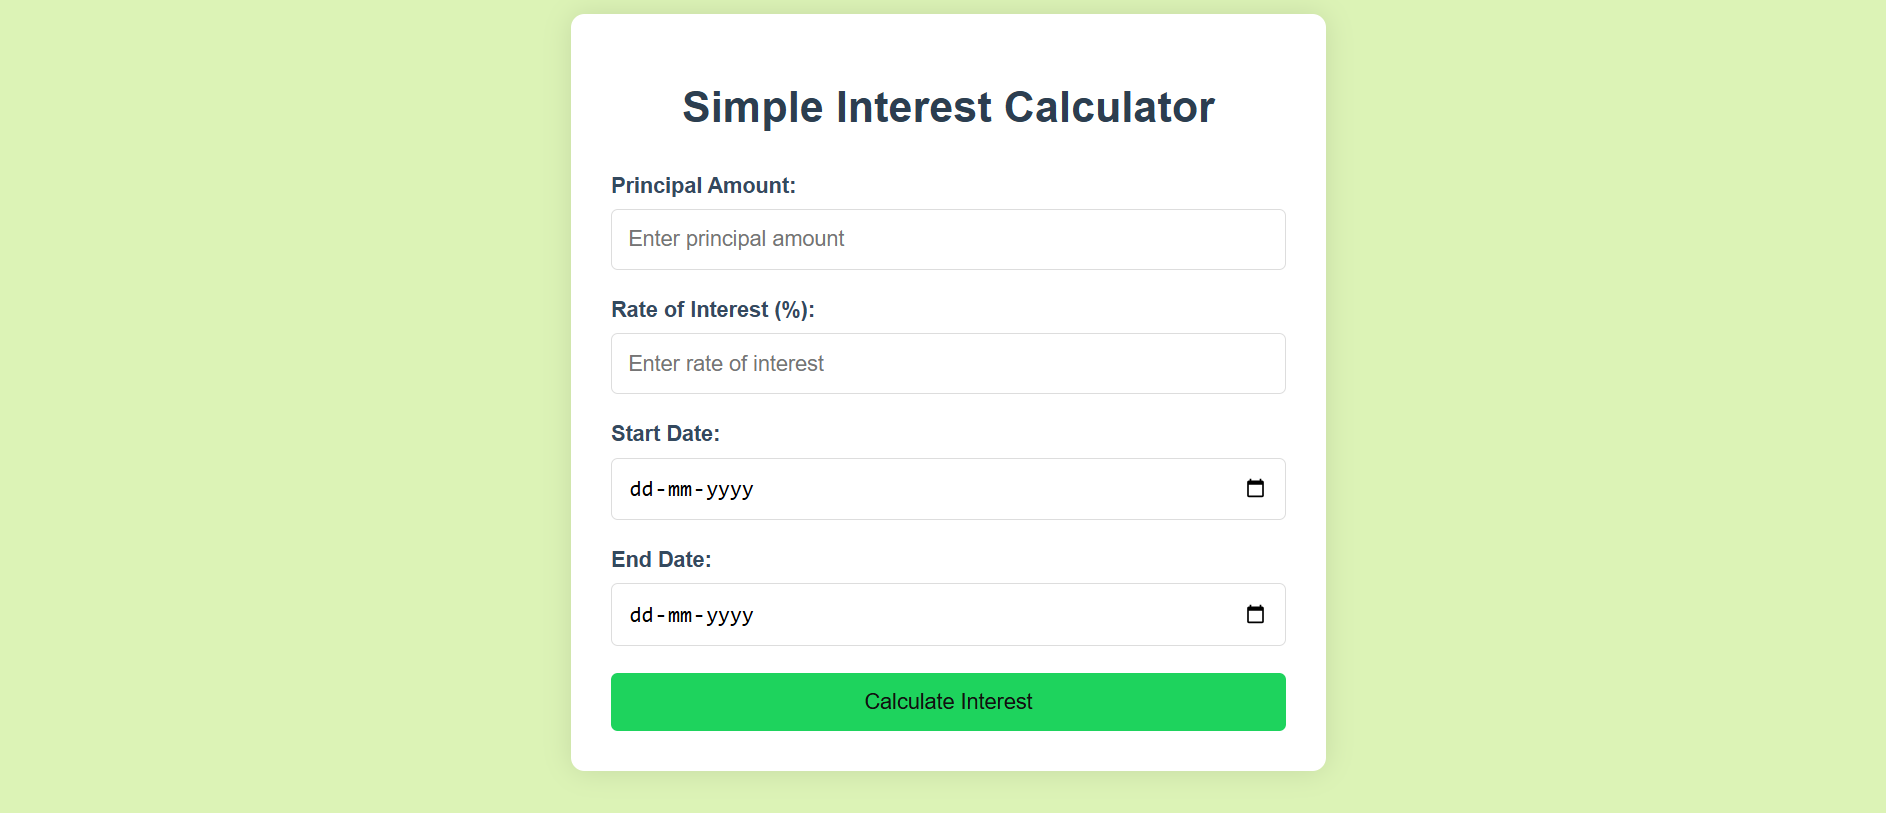 Simple Interest Calculator
Principal Amount:
Enter principal amount
Rate of Interest (%):
Enter rate of interest
Start Date:
dd-mm-yyyy
End Date:
dd-mm-yyyy
Calculate Interest